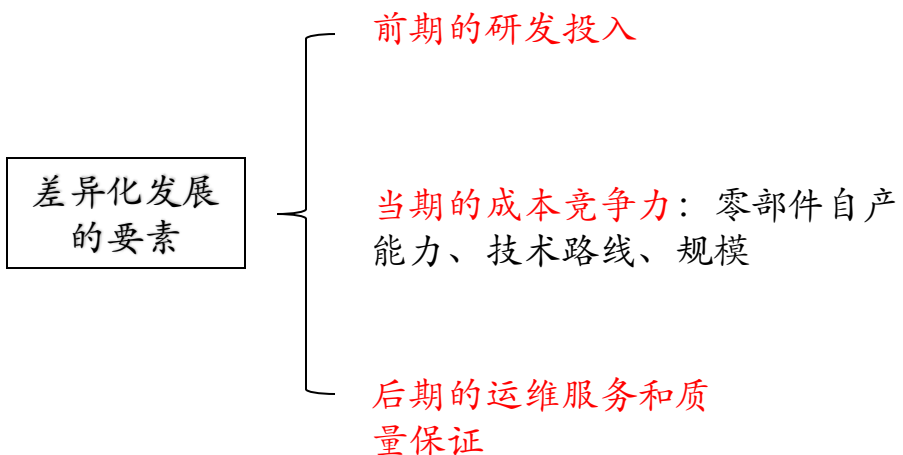 前期的研发投入
差异化发展
的要素
当期的成本竞争力：零部件自产
能力、技术路线、规模
后期的运维服务和质
量保证